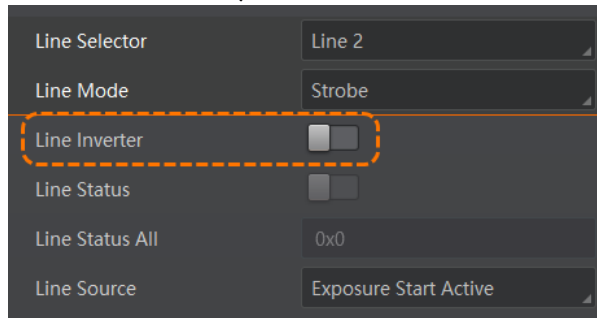 Line Selector Line 2
Line Mode Strobe
Line Inverter
Line Status
Line Status All 0x0
Line Source Exposure Start Active